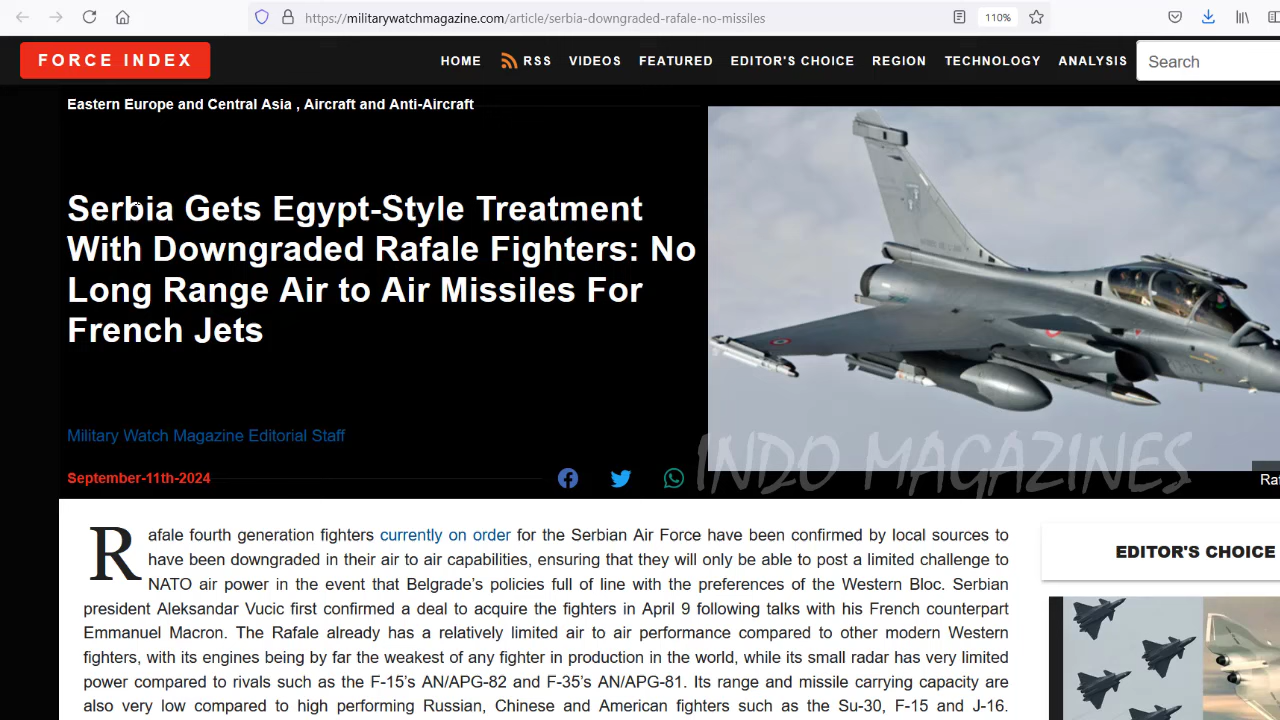 https://militarywatchmagazine.com/article/serbia-downgraded-rafale-no-missiles
110%
FORCE INDEX
HOME
RSS
VIDEOS
FEATURED
EDITOR'S CHOICE
REGION
TECHNOLOGY
ANALYSIS
Search
Eastern Europe and Central Asia , Aircraft and Anti-Aircraft
Serbia Gets Egypt-Style Treatment
With Downgraded Rafale Fighters: No
Long Range Air to Air Missiles For
French Jets
Military Watch Magazine Editorial Staff
September-11th-2024
INDO MAGAZINES
Rafale fourth generation fighters currently on order for the Serbian Air Force have been confirmed by local sources to
have been downgraded in their air to air capabilities, ensuring that they will only be able to post a limited challenge to
NATO air power in the event that Belgrade's policies full of line with the preferences of the Western Bloc. Serbian
president Aleksandar Vucic first confirmed a deal to acquire the fighters in April 9 following talks with his French counterpart
Emmanuel Macron. The Rafale already has a relatively limited air to air performance compared to other modern Western
fighters, with its engines being by far the weakest of any fighter in production in the world, while its small radar has very limited
power compared to rivals such as the F-15's AN/APG-82 and F-35's AN/APG-81. Its range and missile carrying capacity are
also very low compared to high performing Russian, Chinese and American fighters such as the Su-30, F-15 and J-16.
EDITOR'S CHOICE